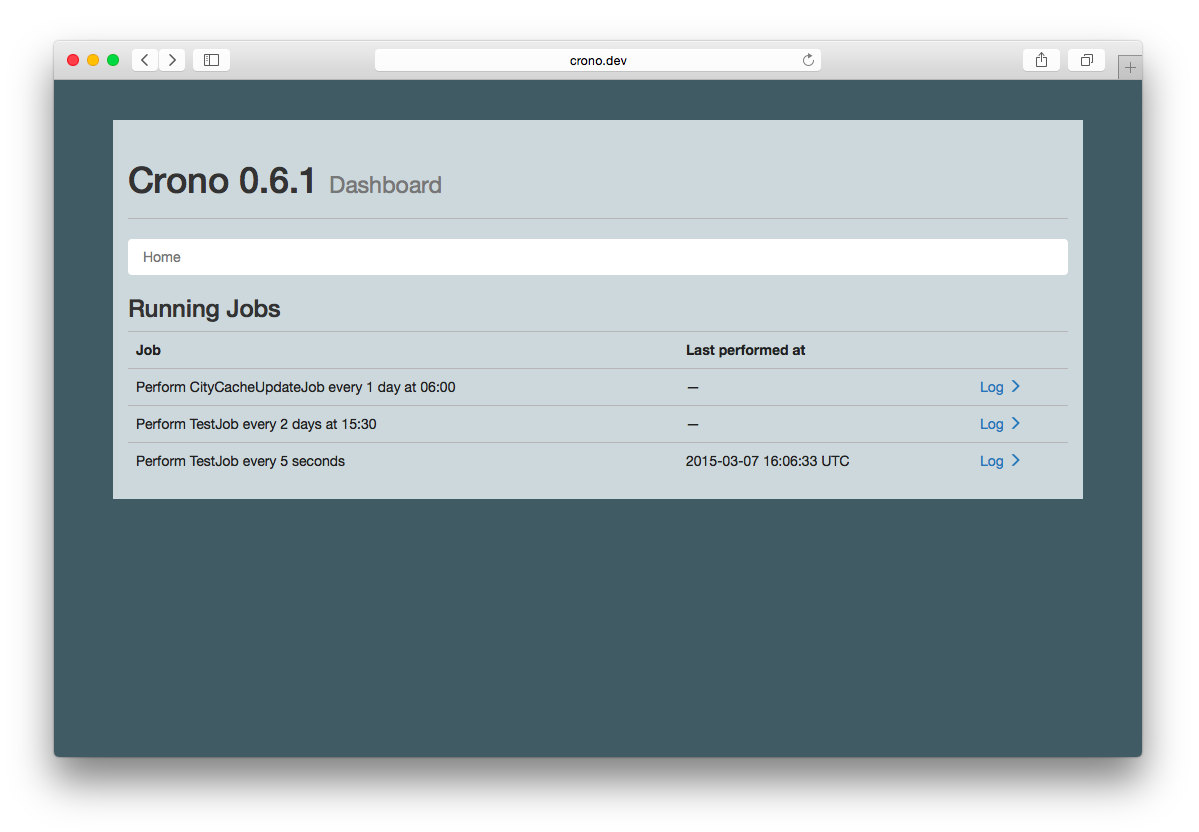 crono.dev
Crono 0.6.1 Dashboard
Home
Running Jobs
Job Last performed at
Perform CityCacheUpdateJob every 1 day at 06:00 — Log
Perform TestJob every 2 days at 15:30 — Log
Perform TestJob every 5 seconds 2015-03-07 16:06:33 UTC Log